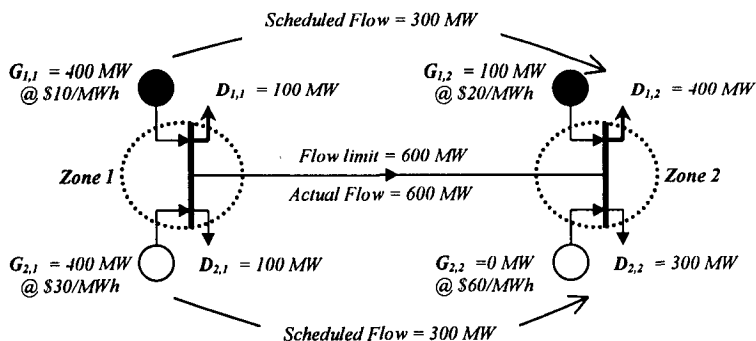 Scheduled Flow = 300 MW
G1,1 = 400 MW
@ $10/MWh
D1,1 = 100 MW
G1,2 = 100 MW
@ $20/MWh
D1,2 = 400 MW
Zone 1
Flow limit = 600 MW
Actual Flow = 600 MW
Zone 2
G2,1 = 400 MW
@ $30/MWh
D2,1 = 100 MW
G2,2 =0 MW
@ $60/MWh
D2,2 = 300 MW
Scheduled Flow = 300 MW